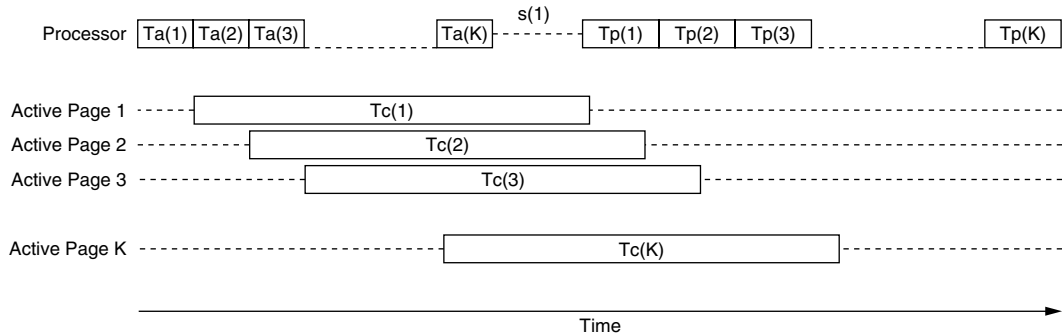 s(1)
Processor Ta(1) Ta(2) Ta(3) Ta(K) Tp(1) Tp(2) Tp(3) Tp(K)
Active Page 1 Tc(1)
Active Page 2 Tc(2)
Active Page 3 Tc(3)
Active Page K Tc(K)
Time